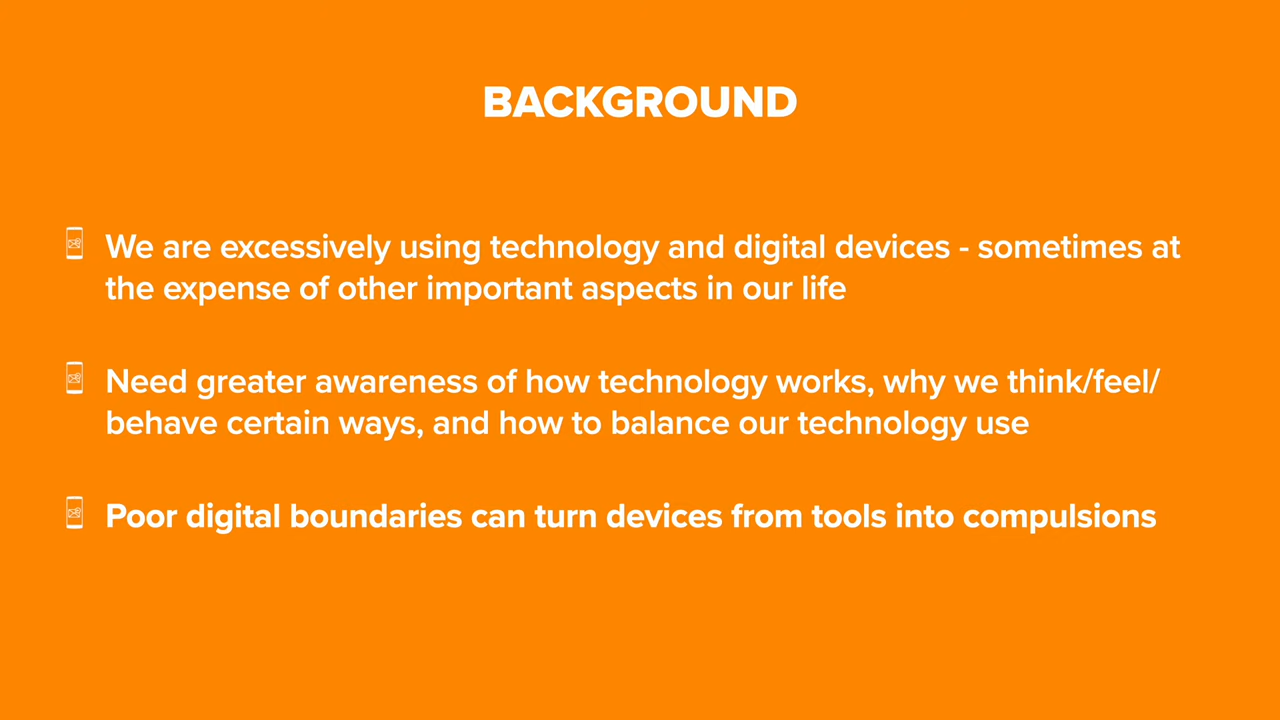 BACKGROUND
We are excessively using technology and digital devices - sometimes at
the expense of other important aspects in our life
Need greater awareness of how technology works, why we think/feel/
behave certain ways, and how to balance our technology use
Poor digital boundaries can turn devices from tools into compulsions